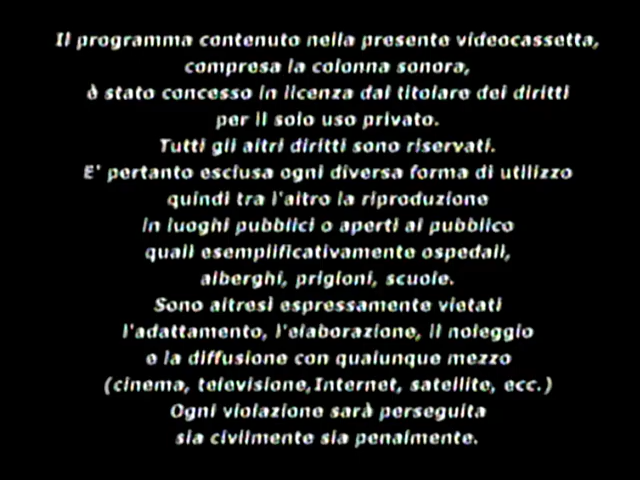 Il programma contenuto nella presente videocassetta,
compresa la colonna sonora,
è stato concesso in licenza dal titolare dei diritti
per il solo uso privato.
Tutti gli altri diritti sono riservati.
E' pertanto esclusa ogni diversa forma di utilizzo
quindi tra l'altro la riproduzione
in luoghi pubblici o aperti al pubblico
quali esemplificativamente ospedali,
alberghi, prigioni, scuole.
Sono altresì espressamente vietati
l'adattamento, l'elaborazione, il noleggio
e la diffusione con qualunque mezzo
(cinema, televisione,Internet, satellite, ecc.)
Ogni violazione sarà perseguita
sia civilmente sia penalmente.